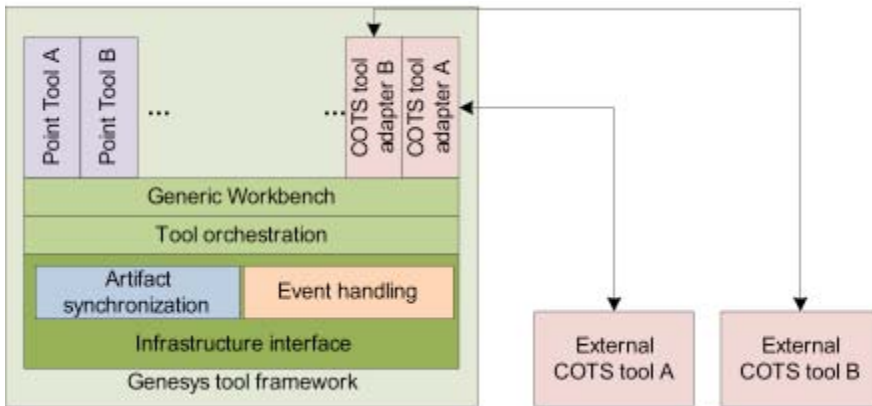 Point Tool A
Point Tool B
...
...
COTS tool
adapter B
COTS tool
adapter A
Generic Workbench
Tool orchestration
Artifact
synchronization
Event handling
Infrastructure interface
Genesys tool framework
External
COTS tool A
External
COTS tool B